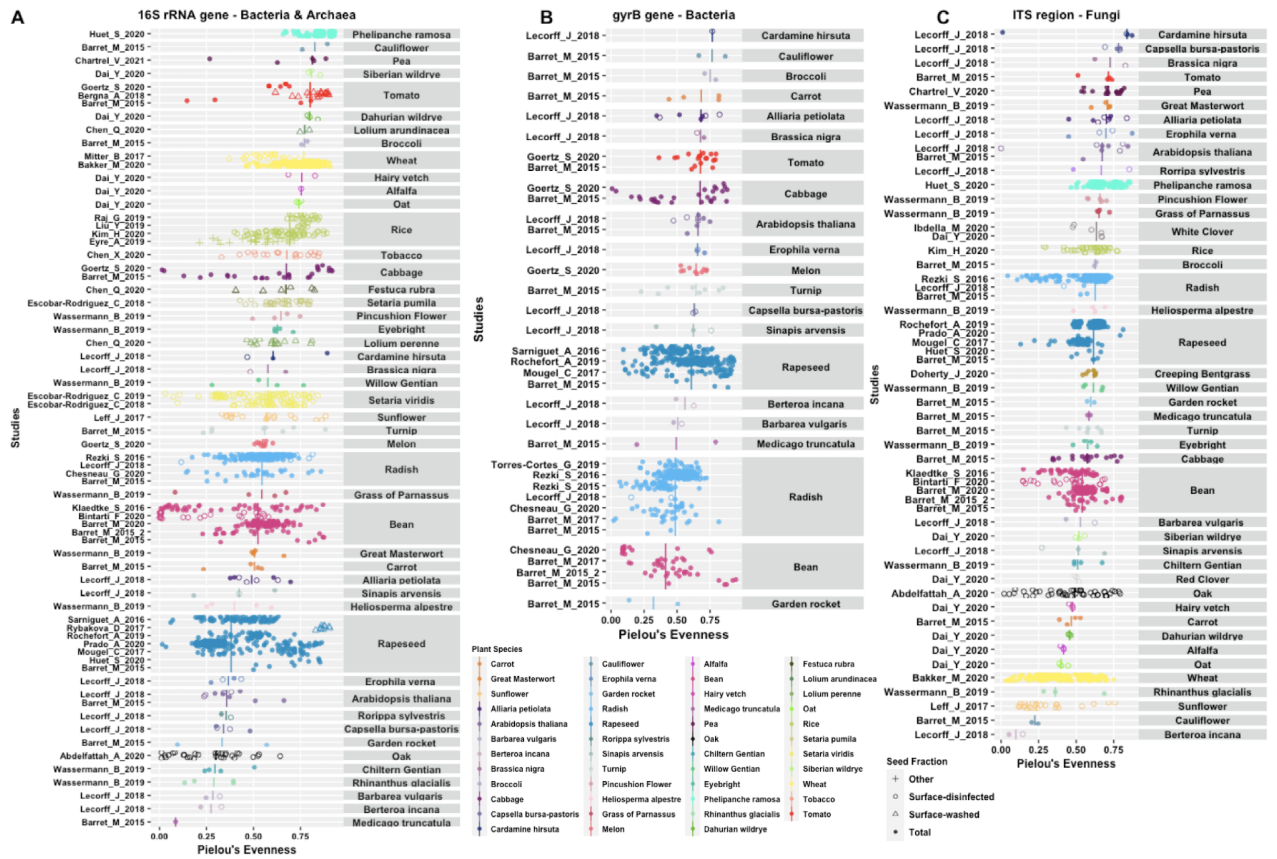 A
16S rRNA gene - Bacteria & Archaea
Huet_S_2020 Phelipanche ramosa
Barret_M_2015 Cauliflower
Chartrel_V_2021 Pea
Dai_Y_2020 Siberian wildrye
Goertz_S_2020
Bergna_A_2018 Tomato
Barret_M_2015
Dai_Y_2020 Dahurian wildrye
Chen_Q_2020 Lolium arundinacea
Barret_M_2015 Broccoli
Mitter_B_2017
Bakker_M_2020 Wheat
Dai_Y_2020 Hairy vetch
Dai_Y_2020 Alfalfa
Dai_Y_2020 Oat
Raj_G_2019
Liu_Y_2019
Kim_H_2020 Rice
Eyre_A_2019
Chen_X_2020 Tobacco
Goertz_S_2020
Barret_M_2015 Cabbage
Chen_Q_2020 Festuca rubra
Escobar-Rodriguez_C_2018 Setaria pumila
Wassermann_B_2019 Pincushion Flower
Wassermann_B_2019 Eyebright
Chen_Q_2020 Lolium perenne
Lecorff_J_2018 Cardamine hirsuta
Lecorff_J_2018 Brassica nigra
Wassermann_B_2019 Willow Gentian
Escobar-Rodriguez_C_2019
Escobar-Rodriguez_C_2018 Setaria viridis
Leff_J_2017 Sunflower
Barret_M_2015 Turnip
Goertz_S_2020 Melon
Rezki_S_2016
Lecorff_J_2018
Chesneau_G_2020 Radish
Barret_M_2015
Wassermann_B_2019 Grass of Parnassus
Klaedtke_S_2016
Bintarti_F_2020
Barret_M_2020 Bean
Barret_M_2015_2
Barret_M_2015
Wassermann_B_2019 Great Masterwort
Barret_M_2015 Carrot
Lecorff_J_2018 Alliaria petiolata
Lecorff_J_2018 Sinapis arvensis
Wassermann_B_2019 Heliosperma alpestre
Sarniguet_A_2016
Rybakova_D_2017
Rochefort_A_2019
Prado_A_2020 Rapeseed
Mougel_C_2017
Huet_S_2020
Barret_M_2015
Lecorff_J_2018 Erophila verna
Lecorff_J_2018
Barret_M_2015 Arabidopsis thaliana
Lecorff_J_2018 Rorippa sylvestris
Lecorff_J_2018 Capsella bursa-pastoris
Barret_M_2015 Garden rocket
Abdelfattah_A_2020 Oak
Wassermann_B_2019 Chiltern Gentian
Wassermann_B_2019 Rhinanthus glacialis
Lecorff_J_2018 Barbarea vulgaris
Lecorff_J_2018 Berteroa incana
Barret_M_2015 Medicago truncatula
Studies
0.00 0.25 0.50 0.75
Pielou's Evenness
B
gyrB gene - Bacteria
Lecorff_J_2018 Cardamine hirsuta
Barret_M_2015 Cauliflower
Barret_M_2015 Broccoli
Barret_M_2015 Carrot
Lecorff_J_2018 Alliaria petiolata
Lecorff_J_2018 Brassica nigra
Goertz_S_2020
Barret_M_2015 Tomato
Goertz_S_2020
Barret_M_2015 Cabbage
Lecorff_J_2018
Barret_M_2015 Arabidopsis thaliana
Lecorff_J_2018 Erophila verna
Goertz_S_2020 Melon
Barret_M_2015 Turnip
Lecorff_J_2018 Capsella bursa-pastoris
Lecorff_J_2018 Sinapis arvensis
Sarniguet_A_2016
Rochefort_A_2019
Mougel_C_2017 Rapeseed
Barret_M_2015
Lecorff_J_2018 Berteroa incana
Lecorff_J_2018 Barbarea vulgaris
Barret_M_2015 Medicago truncatula
Torres-Cortes_G_2019
Rezki_S_2016
Rezki_S_2015
Lecorff_J_2018 Radish
Chesneau_G_2020
Barret_M_2017
Barret_M_2015
Chesneau_G_2020
Barret_M_2017
Barret_M_2015_2 Bean
Barret_M_2015
Barret_M_2015 Garden rocket
Studies
0.00 0.25 0.50 0.75
Pielou's Evenness
C
ITS region - Fungi
Lecorff_J_2018 Cardamine hirsuta
Lecorff_J_2018 Capsella bursa-pastoris
Lecorff_J_2018 Brassica nigra
Barret_M_2015 Tomato
Chartrel_V_2020 Pea
Wassermann_B_2019 Great Masterwort
Lecorff_J_2018 Alliaria petiolata
Lecorff_J_2018 Erophila verna
Lecorff_J_2018
Barret_M_2015 Arabidopsis thaliana
Lecorff_J_2018 Rorripa sylvestris
Huet_S_2020 Phelipanche ramosa
Wassermann_B_2019 Pincushion Flower
Wassermann_B_2019 Grass of Parnassus
Ibdella_M_2020
Dai_Y_2020 White Clover
Kim_H_2020 Rice
Barret_M_2015 Broccoli
Rezki_S_2016
Lecorff_J_2018 Radish
Barret_M_2015
Wassermann_B_2019 Heliosperma alpestre
Rochefort_A_2019
Prado_A_2020
Mougel_C_2017 Rapeseed
Huet_S_2020
Barret_M_2015
Doherty_J_2020 Creeping Bentgrass
Wassermann_B_2019 Willow Gentian
Barret_M_2015 Garden rocket
Barret_M_2015 Medicago truncatula
Barret_M_2015 Turnip
Wassermann_B_2019 Eyebright
Barret_M_2015 Cabbage
Klaedtke_S_2016
Bintarti_F_2020
Barret_M_2020 Bean
Barret_M_2015_2
Barret_M_2015
Lecorff_J_2018 Barbarea vulgaris
Dai_Y_2020 Siberian wildrye
Lecorff_J_2018 Sinapis arvensis
Wassermann_B_2019 Chiltern Gentian
Dai_Y_2020 Red Clover
Abdelfattah_A_2020 Oak
Dai_Y_2020 Hairy vetch
Barret_M_2015 Carrot
Dai_Y_2020 Dahurian wildrye
Dai_Y_2020 Alfalfa
Dai_Y_2020 Oat
Bakker_M_2020 Wheat
Wassermann_B_2019 Rhinanthus glacialis
Leff_J_2017 Sunflower
Barret_M_2015 Cauliflower
Lecorff_J_2018 Berteroa incana
Studies
0.00 0.25 0.50 0.75
Pielou's Evenness
Plant Species
Carrot Cauliflower Alfalfa Festuca rubra
Great Masterwort Erophila verna Bean Lolium arundinacea
Sunflower Garden rocket Hairy vetch Lolium perenne
Alliaria petiolata Radish Medicago truncatula Oat
Arabidopsis thaliana Rapeseed Pea Rice
Barbarea vulgaris Rorippa sylvestris Oak Setaria pumila
Berteroa incana Sinapis arvensis Chiltern Gentian Setaria viridis
Brassica nigra Turnip Willow Gentian Siberian wildrye
Broccoli Pincushion Flower Eyebright Wheat
Cabbage Heliosperma alpestre Phelipanche ramosa Tobacco
Capsella bursa-pastoris Grass of Parnassus Rhinanthus glacialis Tomato
Cardamine hirsuta Melon Dahurian wildrye
Seed Fraction
Other
Surface-disinfected
Surface-washed
Total